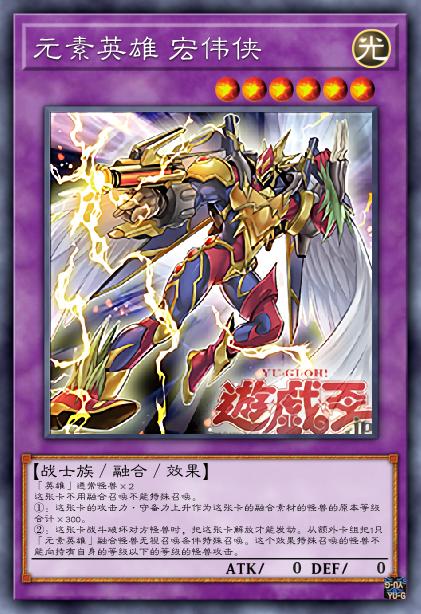 元素英雄 宏伟侠
光
YU-GI-OH!
遊戯王
【战士族／融合／效果】
「英雄」通常怪兽×2
这张卡不用融合召唤不能特殊召唤。
①：这张卡的攻击力·守备力上升作为这张卡的融合素材的怪兽的原本等级
合计×300。
②：这张卡战斗破坏对方怪兽时，把这张卡解放才能发动。从额外卡组把1只
「元素英雄」融合怪兽无视召唤条件特殊召唤。这个效果特殊召唤的怪兽不
能向持有自身的等级以下的等级的怪兽攻击。
ATK/ 0 DEF/ 0